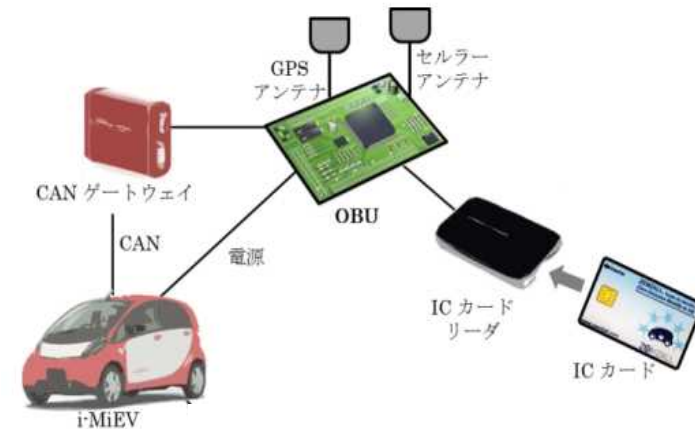 GPS
アンテナ
セルラー
アンテナ
CAN ゲートウェイ
OBU
CAN
電源
IC カード
リーダ
IC カード
i-MiEV